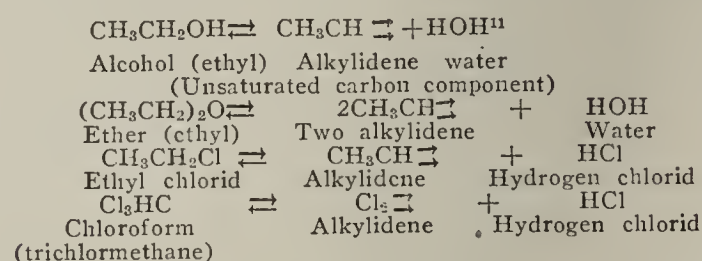 CH₃CH₂OH⇄ CH₃CH ⇄ +HOH¹¹
Alcohol (ethyl) Alkylidene water
(Unsaturated carbon component)
(CH₃CH₂)₂O⇄ 2CH₃CH⇄ + HOH
Ether (ethyl) Two alkylidene Water
CH₃CH₂Cl ⇄ CH₃CH⇄ + HCl
Ethyl chlorid Alkylidene Hydrogen chlorid
Cl₃HC ⇄ Cl₂⇄ + HCl
Chloroform Alkylidene Hydrogen chlorid
(trichlormethane)